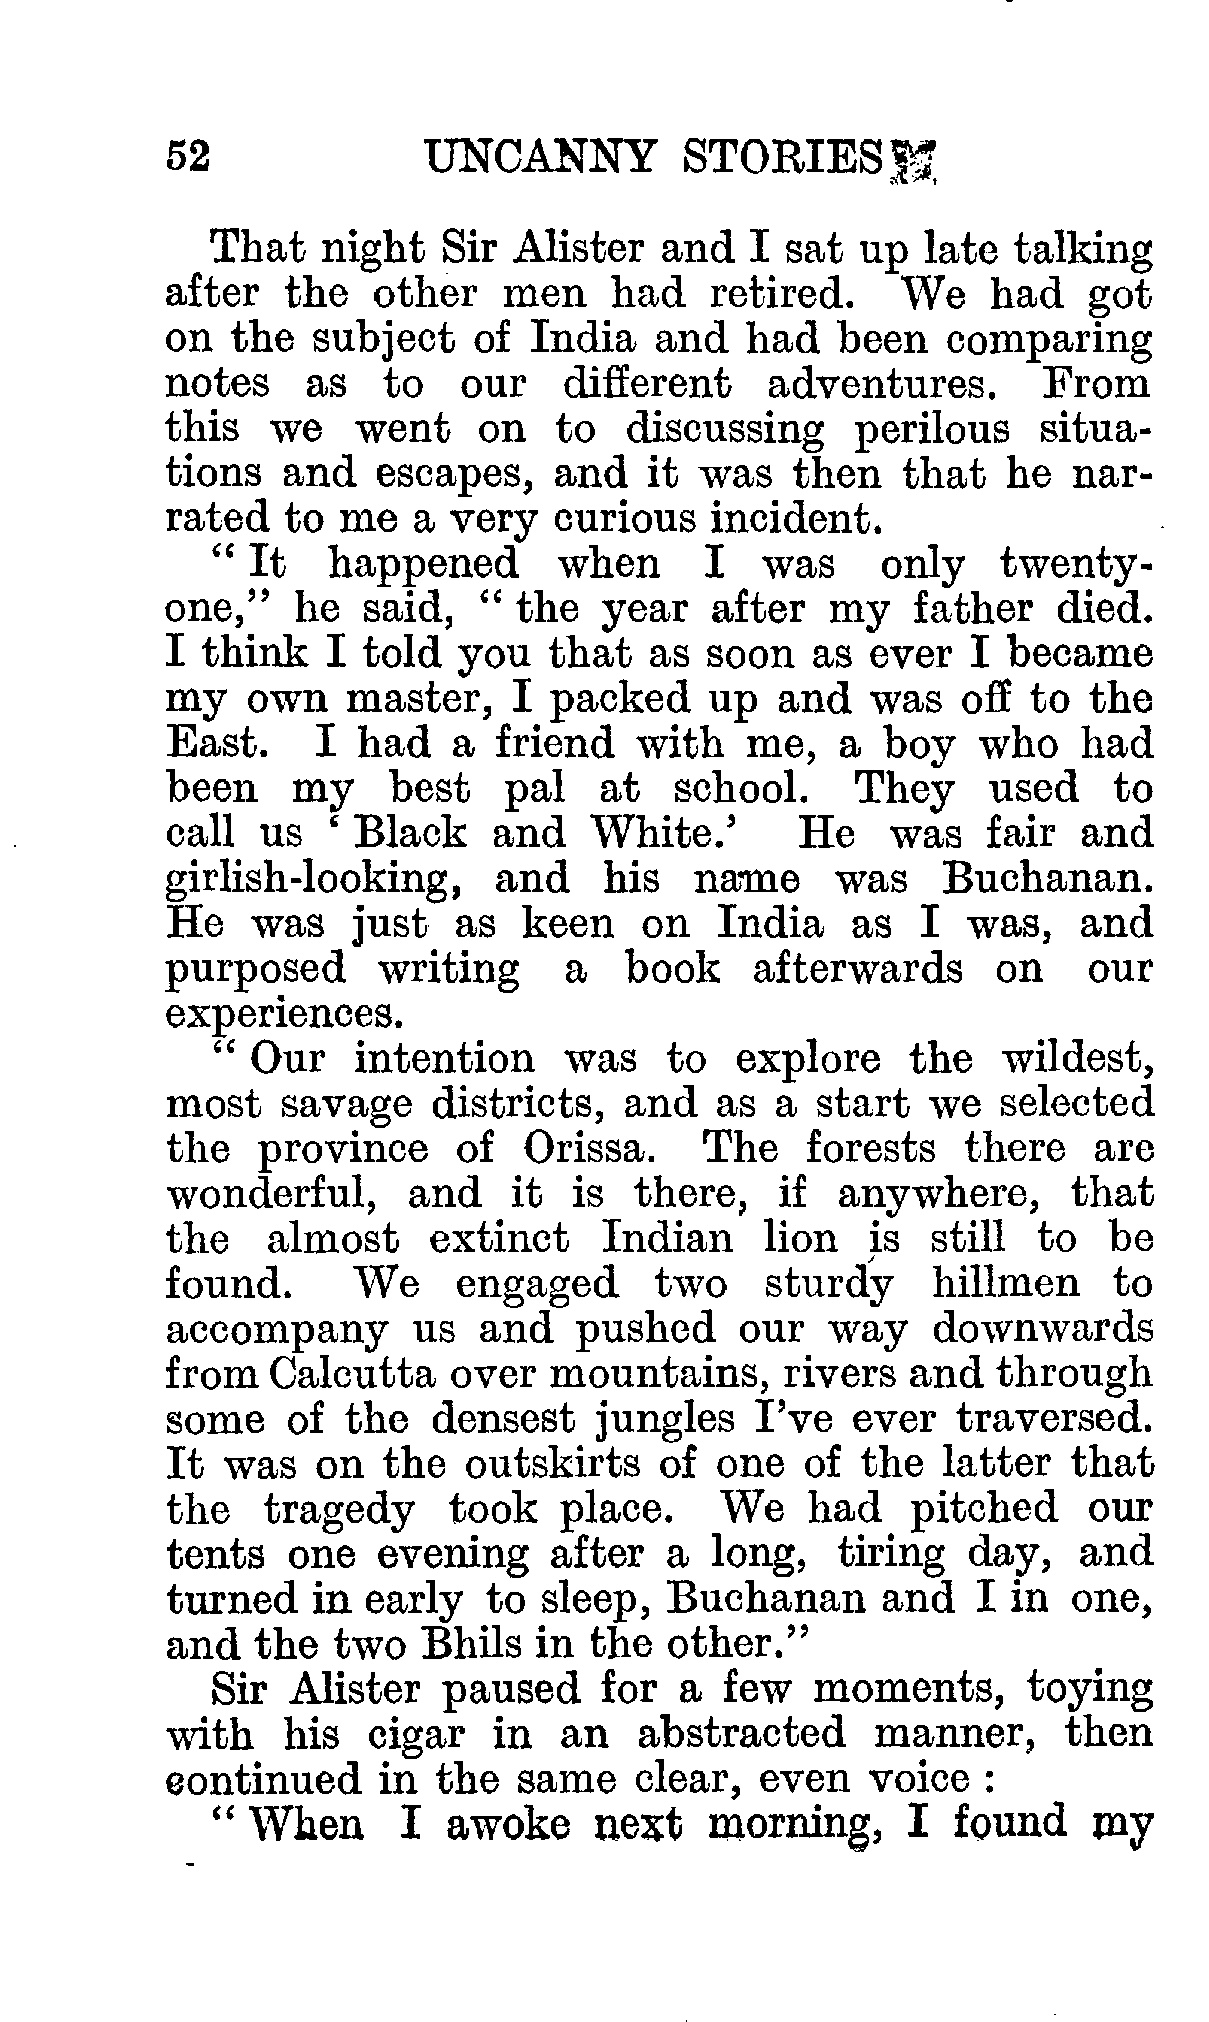 52 UNCANNY STORIES
That night Sir Alister and I sat up late talking
after the other men had retired. We had got
on the subject of India and had been comparing
notes as to our different adventures. From
this we went on to discussing perilous situa-
tions and escapes, and it was then that he nar-
rated to me a very curious incident.
“ It happened when I was only twenty-
one,” he said, “ the year after my father died.
I think I told you that as soon as ever I became
my own master, I packed up and was off to the
East. I had a friend with me, a boy who had
been my best pal at school. They used to
call us ‘ Black and White.’ He was fair and
girlish-looking, and his name was Buchanan.
He was just as keen on India as I was, and
purposed writing a book afterwards on our
experiences.
“ Our intention was to explore the wildest,
most savage districts, and as a start we selected
the province of Orissa. The forests there are
wonderful, and it is there, if anywhere, that
the almost extinct Indian lion is still to be
found. We engaged two sturdy hillmen to
accompany us and pushed our way downwards
from Calcutta over mountains, rivers and through
some of the densest jungles I’ve ever traversed.
It was on the outskirts of one of the latter that
the tragedy took place. We had pitched our
tents one evening after a long, tiring day, and
turned in early to sleep, Buchanan and I in one,
and the two Bhils in the other.”
Sir Alister paused for a few moments, toying
with his cigar in an abstracted manner, then
continued in the same clear, even voice :
“ When I awoke next morning, I found my